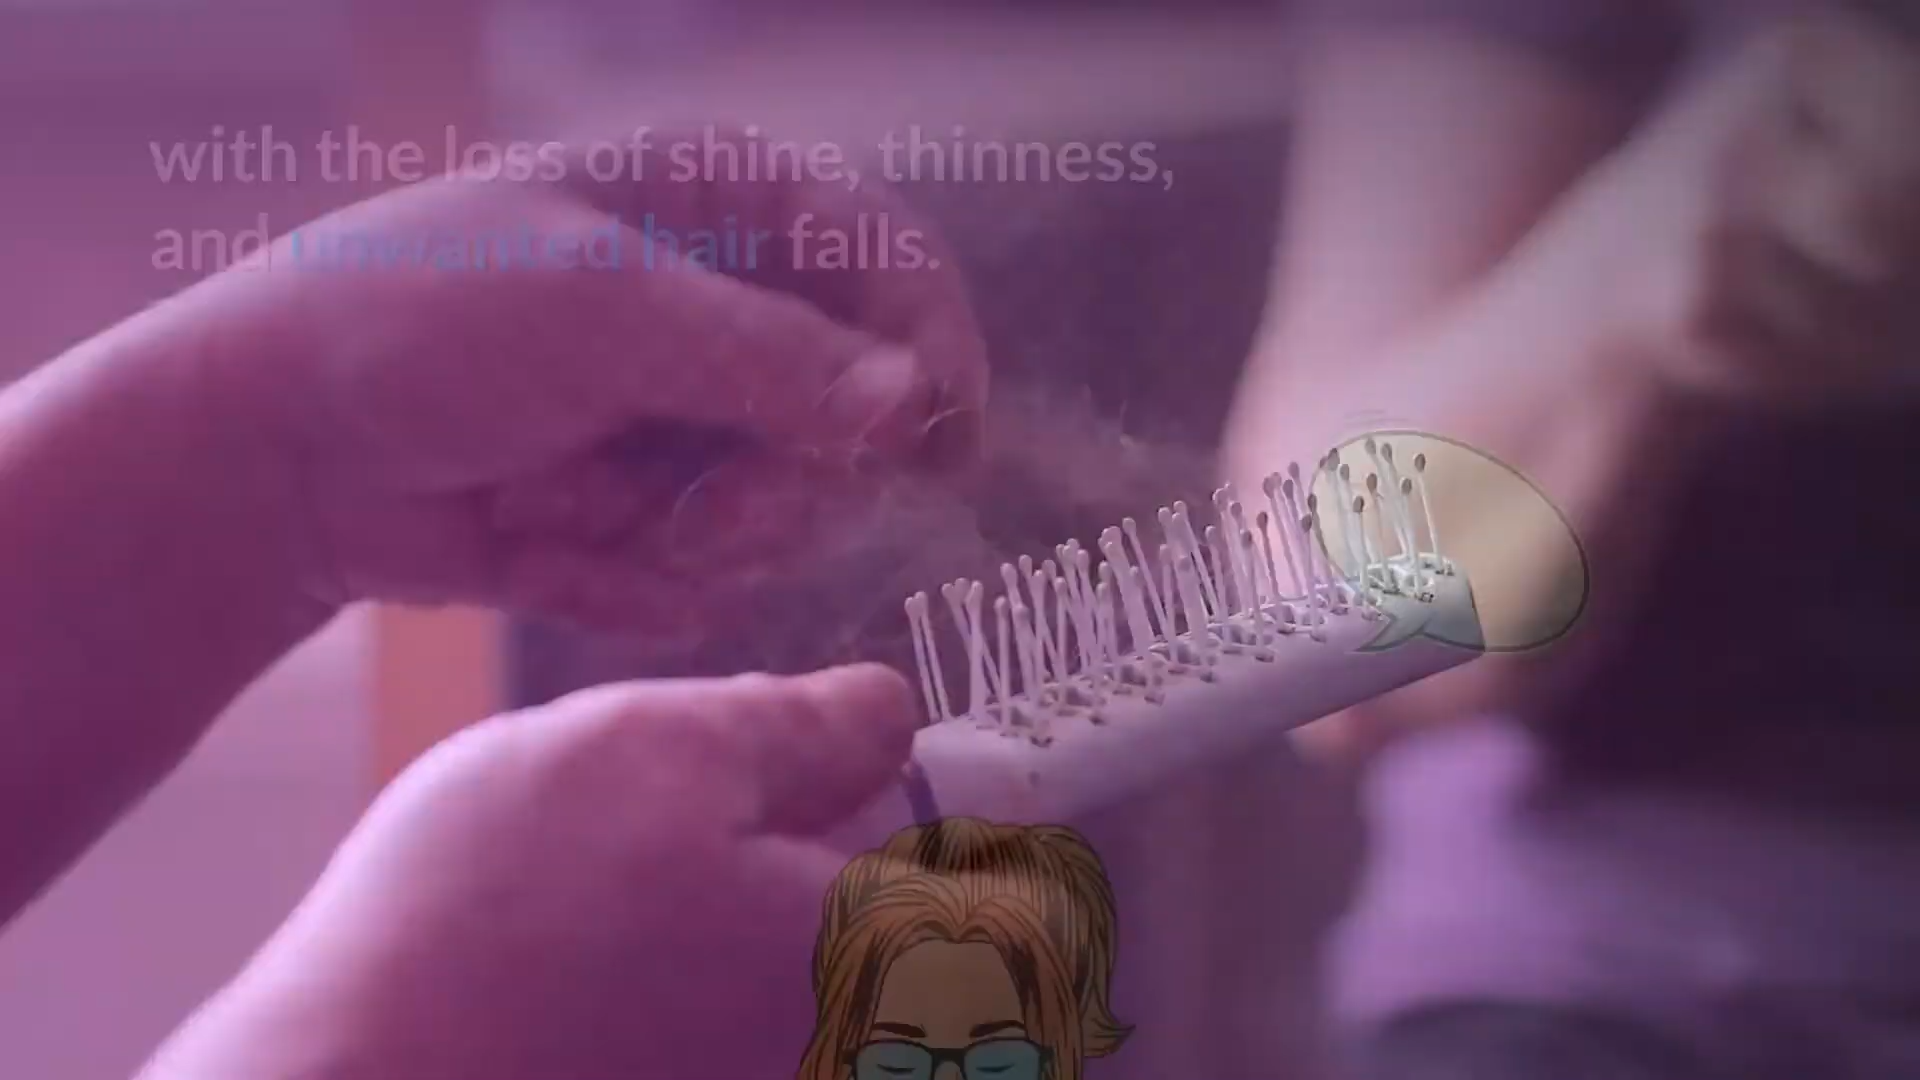 with the loss of shine, thinness,
and unwanted hair falls.